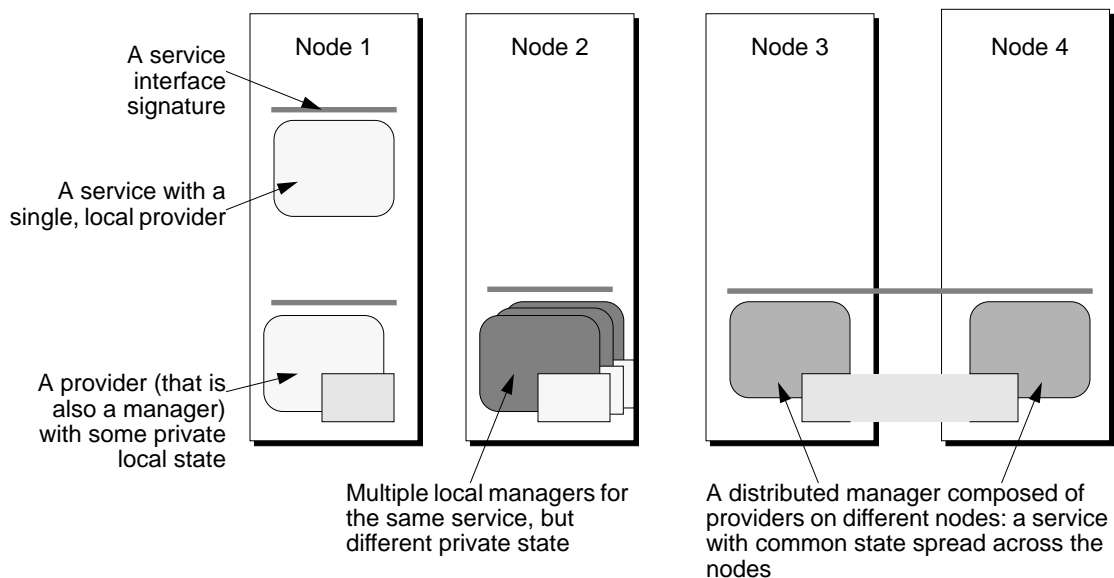 Node 1
Node 2
Node 3
Node 4
A service
interface
signature
A service with a
single, local provider
A provider (that is
also a manager)
with some private
local state
Multiple local managers for
the same service, but
different private state
A distributed manager composed of
providers on different nodes: a service
with common state spread across the
nodes